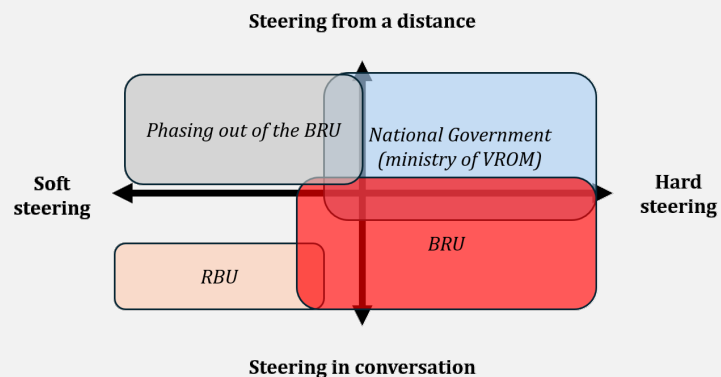 Steering from a distance
Phasing out of the BRU
National Government
(ministry of VROM)
Soft
steering
Hard
steering
BRU
RBU
Steering in conversation